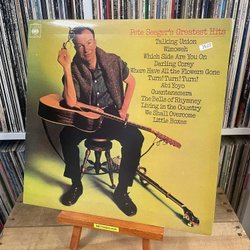 Pete Seeger's Greatest Hits
Talking Union
Wimoweh
Which Side Are You On
Darling Corey
Where Have All the Flowers Gone
Turn! Turn! Turn!
Abi Yoyo
Guantanamera
The Bells of Rhymney
Living in the Country
We Shall Overcome
Little Boxes